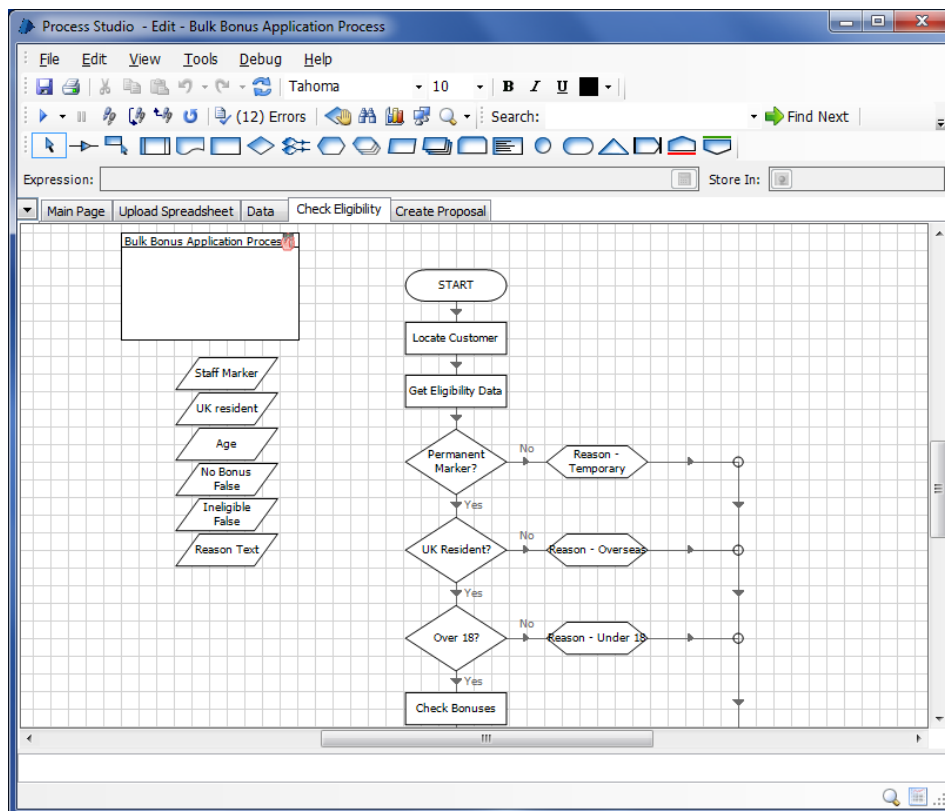 Process Studio - Edit - Bulk Bonus Application Process
File Edit View Tools Debug Help
Tahoma 10 B I U
(12) Errors Search: Find Next
Expression: Store In:
Main Page Upload Spreadsheet Data Check Eligibility Create Proposal
Bulk Bonus Application Proces
START
Locate Customer
Staff Marker
Get Eligibility Data
UK resident
Age
Permanent
Marker?
No
Reason -
Temporary
No Bonus
False
Yes
Ineligible
False
Reason Text
UK Resident?
No
Reason - Overseas
Yes
Over 18?
No
Reason - Under 18
Yes
Check Bonuses